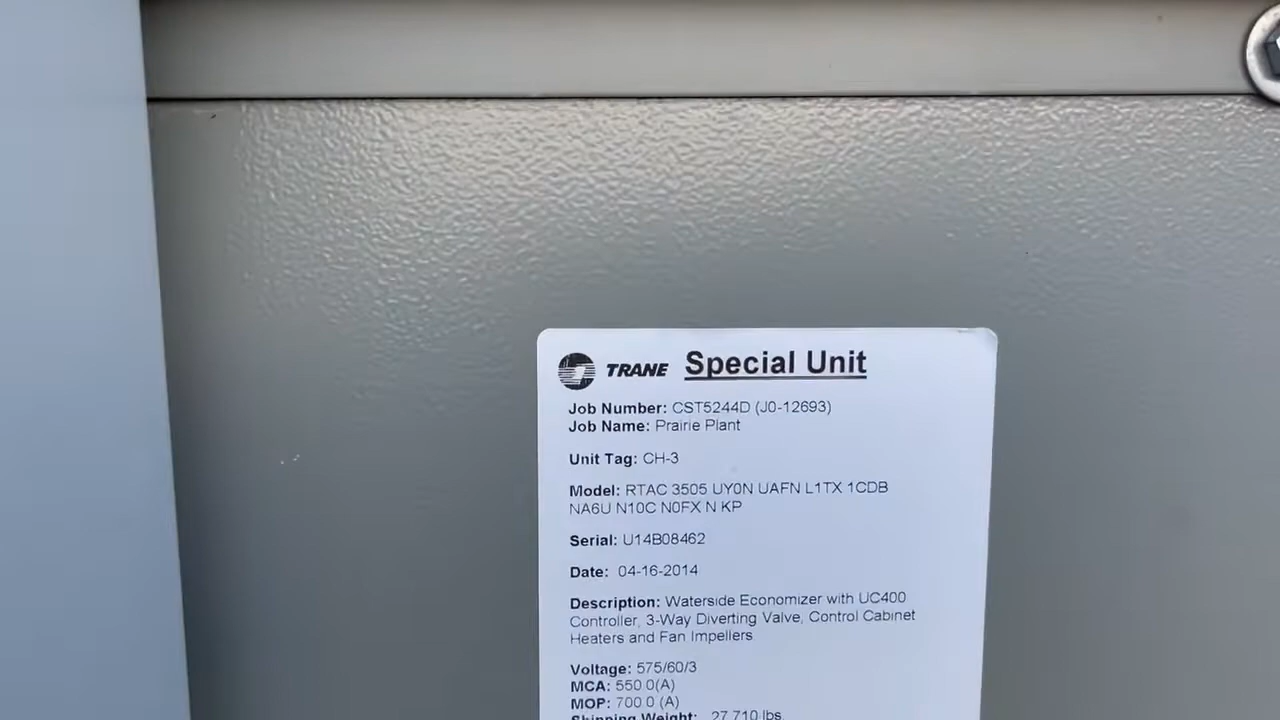 TRANE Special Unit
Job Number: CST5244D (J0-12693)
Job Name: Prairie Plant
Unit Tag: CH-3
Model: RTAC 3505 UY0N UAFN L1TX 1CDB
NA6U N10C N0FX N KP
Serial: U14B08462
Date: 04-16-2014
Description: Waterside Economizer with UC400
Controller, 3-Way Diverting Valve, Control Cabinet
Heaters and Fan Impellers
Voltage: 575/60/3
MCA: 550.0(A)
MOP: 700.0 (A)
Shipping Weight: 27,710 lbs.